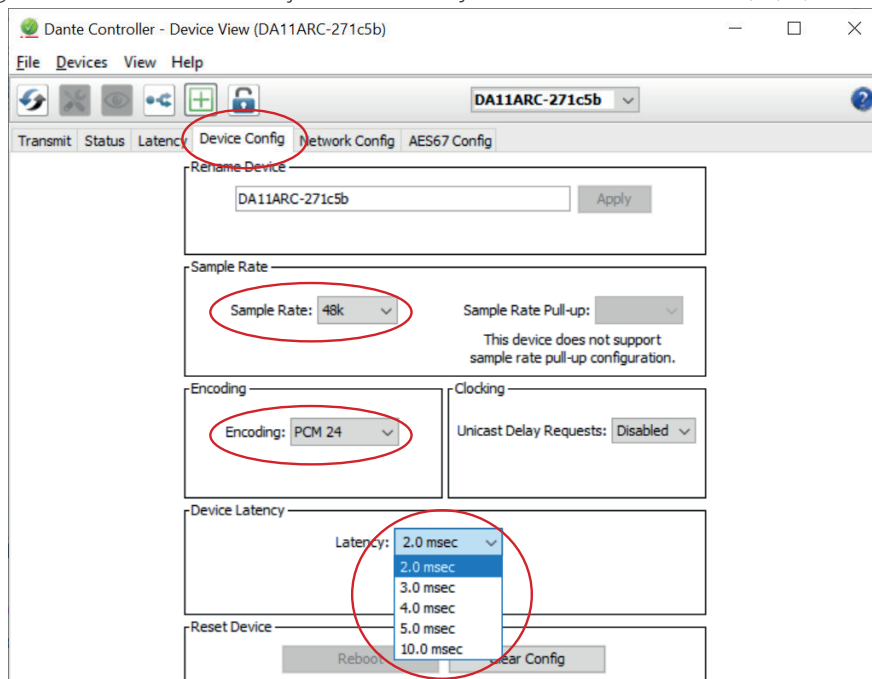 Dante Controller - Device View (DA11ARC-271c5b)
File Devices View Help
DA11ARC-271c5b
Transmit Status Latency Device Config Network Config AES67 Config
Rename Device
DA11ARC-271c5b Apply
Sample Rate
Sample Rate: 48k Sample Rate Pull-up:
This device does not support
sample rate pull-up configuration.
Encoding Clocking
Encoding: PCM 24 Unicast Delay Requests: Disabled
Device Latency
Latency: 2.0 msec
2.0 msec
3.0 msec
4.0 msec
5.0 msec
10.0 msec
Reset Device
Reboot Clear Config